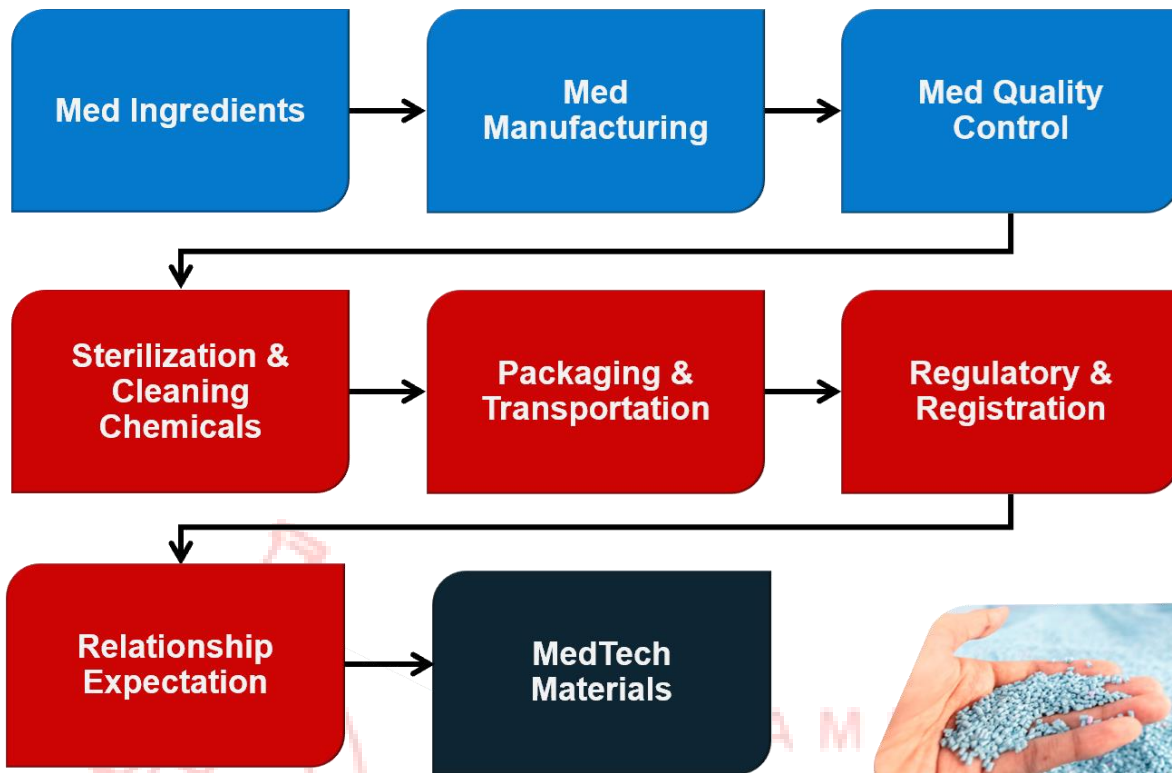 Med Ingredients
Med
Manufacturing
Med Quality
Control
Sterilization &
Cleaning
Chemicals
Packaging &
Transportation
Regulatory &
Registration
Relationship
Expectation
MedTech
Materials
A M